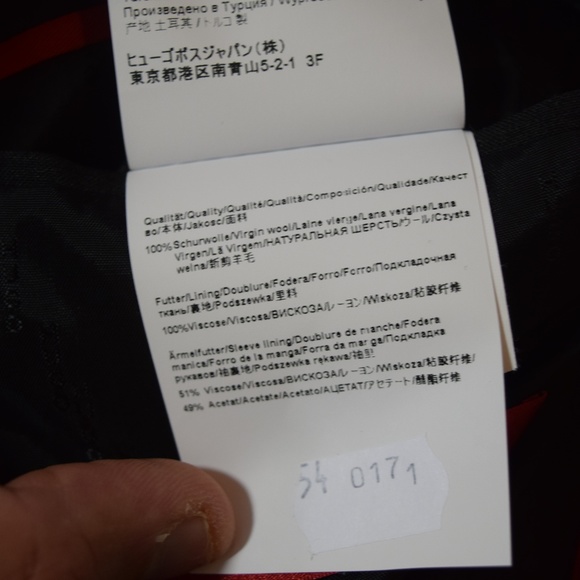 Произведено в Турция / Wypro
产地 土耳其 / トルコ製
ヒューゴボスジャパン(株)
東京都港区南青山5-2-1 3F
Qualität/Quality/Qualité/Qualità/Composición/Qualidade/Качест
во/本体/Jakosc/面料
100% Schurwolle/Virgin wool/Laine vierge/Lana vergine/Lana
Virgen/Lã Virgem/НАТУРАЛЬНАЯ ШЕРСТЬ/ウール/Czysta
welna/新剪羊毛
Futter/Lining/Doublure/Fodera/Forro/Forro/Подкладочная
ткань/裏地/Podszewka/里料
100% Viscose/Viscosa/ВИСКОЗА/レーヨン/Wiskoza/粘胶纤维
Ärmelfutter/Sleeve lining/Doublure de manche/Fodera
manica/Forro de la manga/Forra da manga/Подкладка
рукавов/袖裏地/Podszewka rękawa/袖里
51% Viscose/Viscosa/ВИСКОЗА/レーヨン/Wiskoza/粘胶纤维/
49% Acetat/Acetate/Acetato/АЦЕТАТ/アセテート/醋酯纤维
54 0171